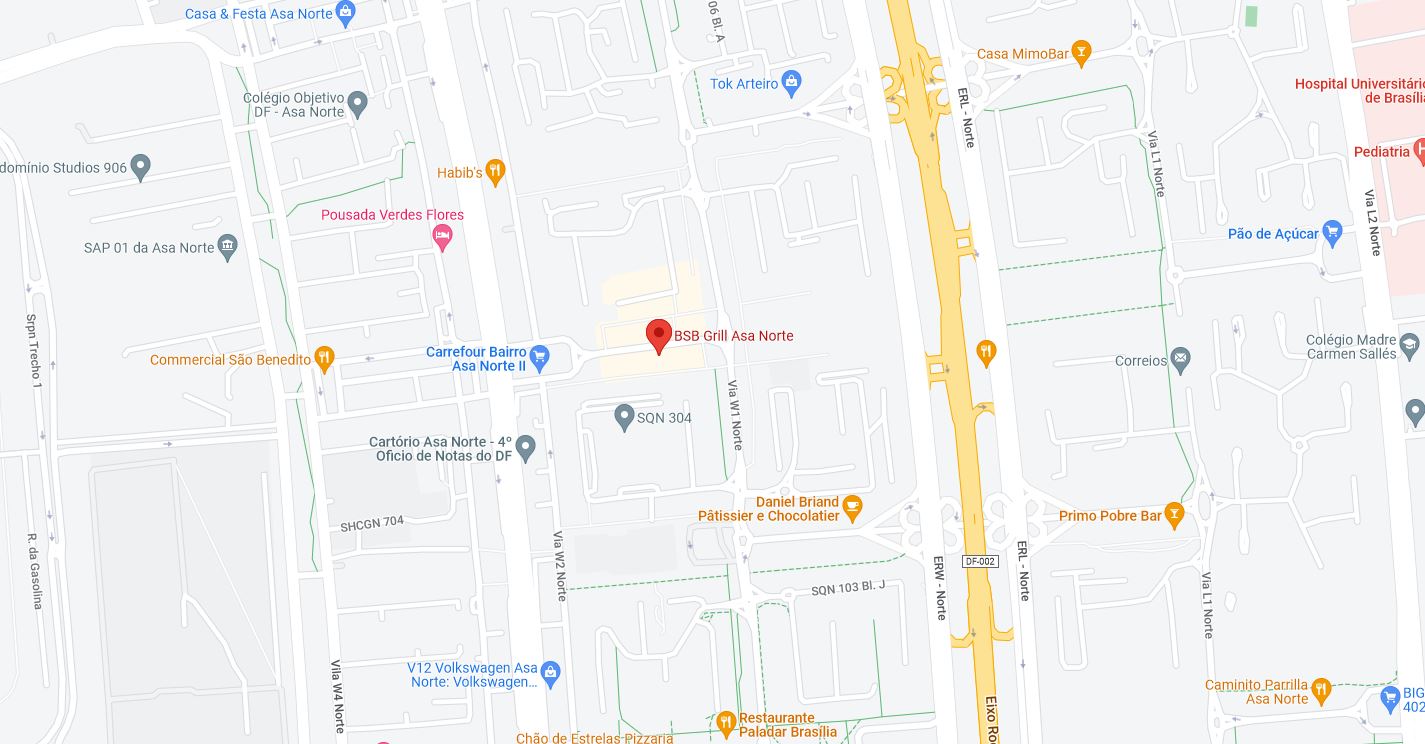 Casa & Festa Asa Norte
06 Bl. A
Casa MimoBar
Tok Arteiro
Hospital Universitário
de Brasília
Colégio Objetivo
DF - Asa Norte
ERL - Norte
Via L1 Norte
Pediatria
domínio Studios 906
Habib's
Pousada Verdes Flores
Via L2 Norte
SAP 01 da Asa Norte
Pão de Açúcar
Srpn Trecho 1
BSB Grill Asa Norte
Commercial São Benedito
Carrefour Bairro
Asa Norte II
Colégio Madre
Carmen Sallés
Correios
Via W1 Norte
SQN 304
Cartório Asa Norte - 4º
Oficio de Notas do DF
Daniel Briand
Pâtissier e Chocolatier
Primo Pobre Bar
SHCGN 704
R. da Gasolina
Via W2 Norte
DF-002
ERW - Norte
ERL - Norte
SQN 103 Bl. J
Via L1 Norte
Vila W4 Norte
V12 Volkswagen Asa
Norte: Volkswagen...
Caminito Parrilla
Asa Norte
BIG
402
Eixo Ro
Restaurante
Paladar Brasília
Chão de Estrelas Pizzaria